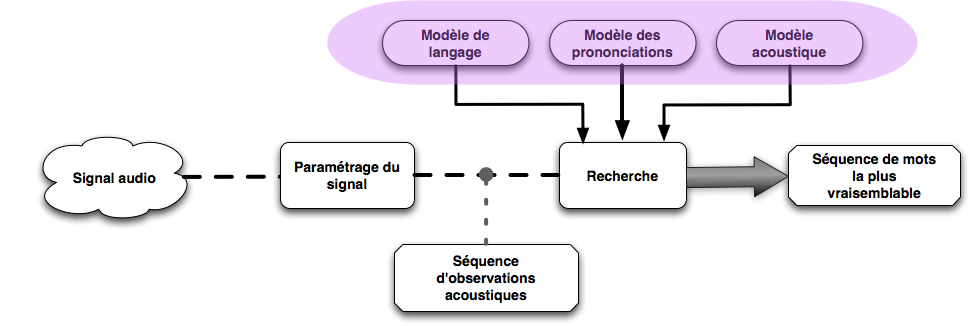 Modèle de
langage
Modèle des
prononciations
Modèle
acoustique
Signal audio
Paramétrage du
signal
Recherche
Séquence de mots
la plus
vraisemblable
Séquence
d'observations
acoustiques